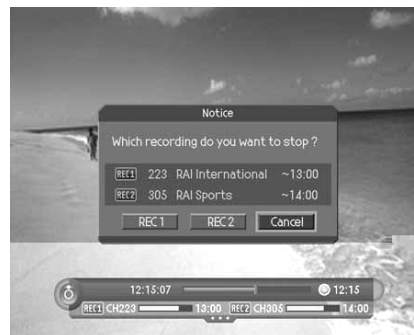 Notice
Which recording do you want to stop ?
REC1 223 RAI International ~13:00
REC2 305 RAI Sports ~14:00
REC 1 REC 2 Cancel
12:15:07 12:15
REC1 CH223 13:00 REC2 CH305 14:00